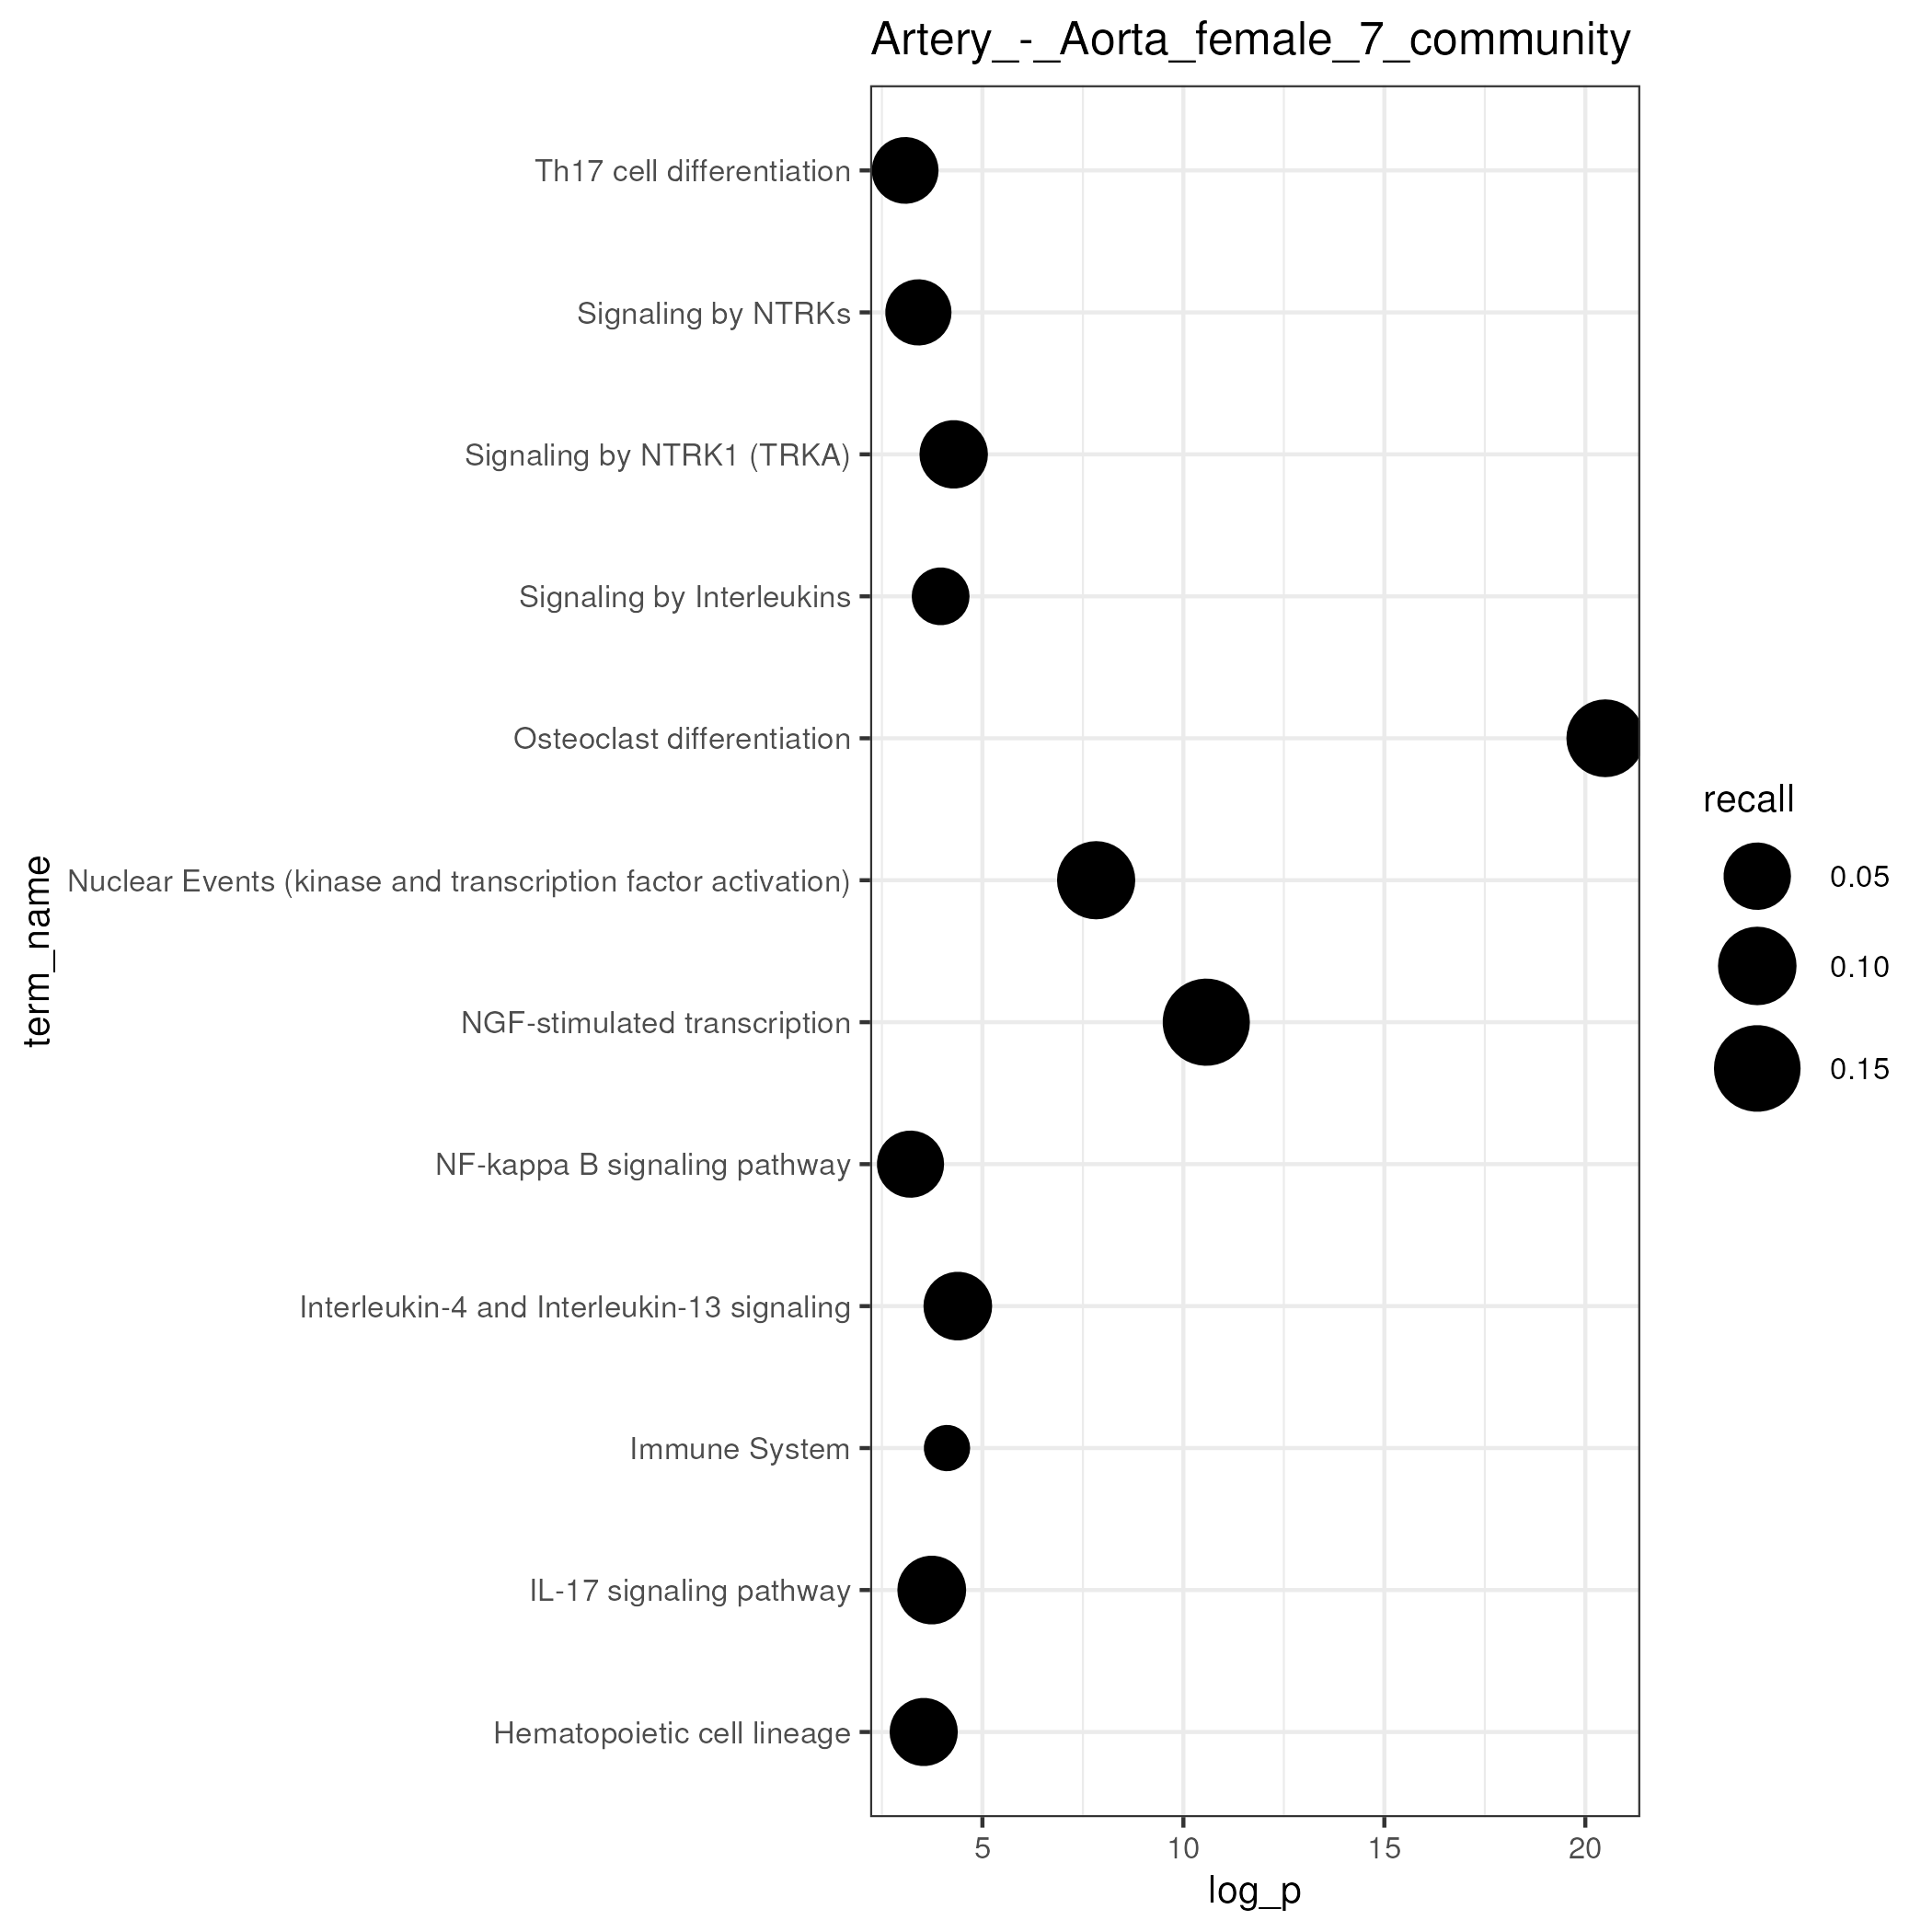 Artery_-_Aorta_female_7_community
term_name
Th17 cell differentiation
Signaling by NTRKs
Signaling by NTRK1 (TRKA)
Signaling by Interleukins
Osteoclast differentiation
Nuclear Events (kinase and transcription factor activation)
NGF-stimulated transcription
NF-kappa B signaling pathway
Interleukin-4 and Interleukin-13 signaling
Immune System
IL-17 signaling pathway
Hematopoietic cell lineage
5 10 15 20
log_p
recall
0.05
0.10
0.15